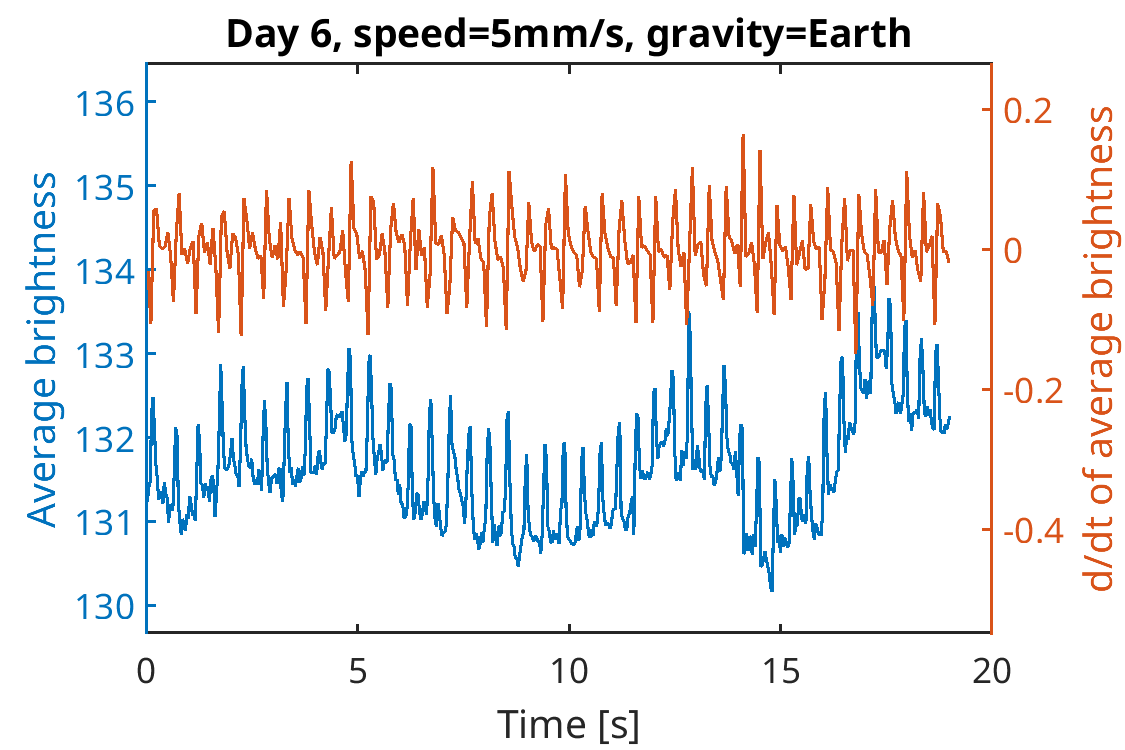 Day 6, speed=5mm/s, gravity=Earth
Average brightness
136
135
134
133
132
131
130
0.2
0
-0.2
-0.4
d/dt of average brightness
0 5 10 15 20
Time [s]